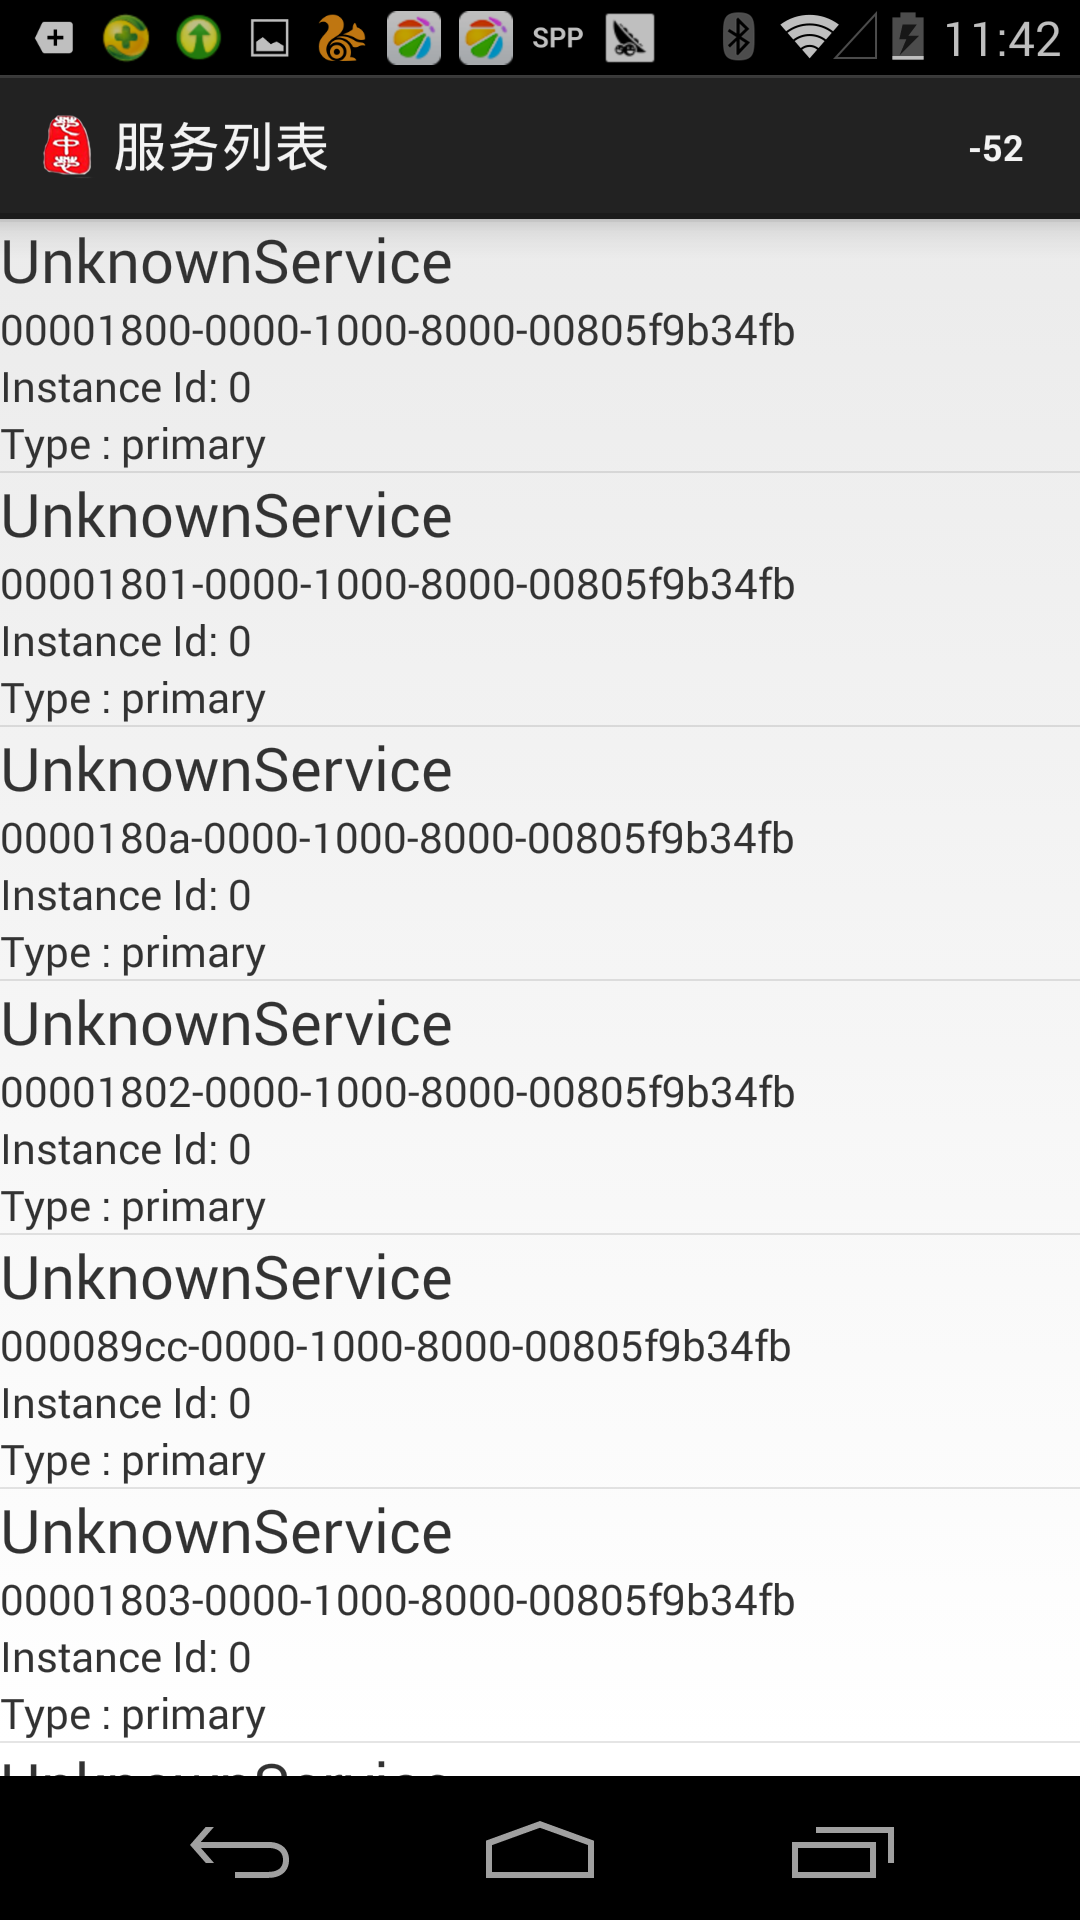 SPP
11:42
服务列表
-52
UnknownService
00001800-0000-1000-8000-00805f9b34fb
Instance Id: 0
Type : primary
UnknownService
00001801-0000-1000-8000-00805f9b34fb
Instance Id: 0
Type : primary
UnknownService
0000180a-0000-1000-8000-00805f9b34fb
Instance Id: 0
Type : primary
UnknownService
00001802-0000-1000-8000-00805f9b34fb
Instance Id: 0
Type : primary
UnknownService
000089cc-0000-1000-8000-00805f9b34fb
Instance Id: 0
Type : primary
UnknownService
00001803-0000-1000-8000-00805f9b34fb
Instance Id: 0
Type : primary
UnknownService